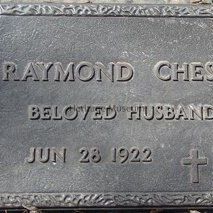 RAYMOND CHES
BELOVED HUSBAND
JUN 28 1922